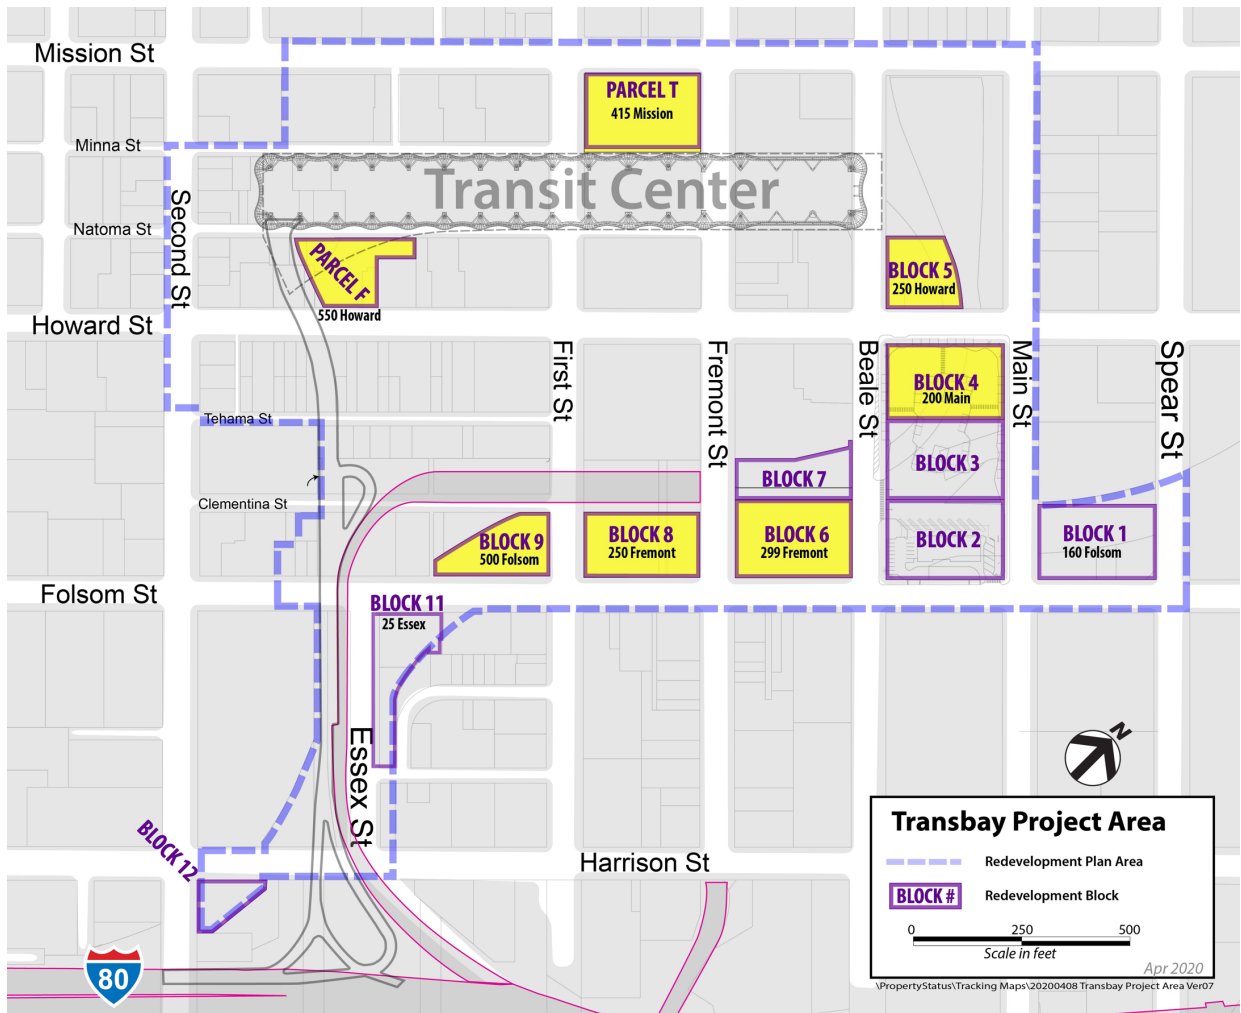 Mission St
PARCEL T
415 Mission
Minna St
Transit Center
Second St
Natoma St
PARCEL F
550 Howard
BLOCK 5
250 Howard
Howard St
First St
Fremont St
Beale St
Main St
Spear St
BLOCK 4
200 Main
Tehama St
BLOCK 3
BLOCK 7
Clementina St
BLOCK 9
500 Folsom
BLOCK 8
250 Fremont
BLOCK 6
299 Fremont
BLOCK 2
BLOCK 1
160 Folsom
Folsom St
BLOCK 11
25 Essex
Essex St
N
BLOCK 12
Harrison St
80
Transbay Project Area
Redevelopment Plan Area
BLOCK #
Redevelopment Block
0 250 500
Scale in feet
Apr 2020
\PropertyStatus\Tracking Maps\20200408 Transbay Project Area Ver07